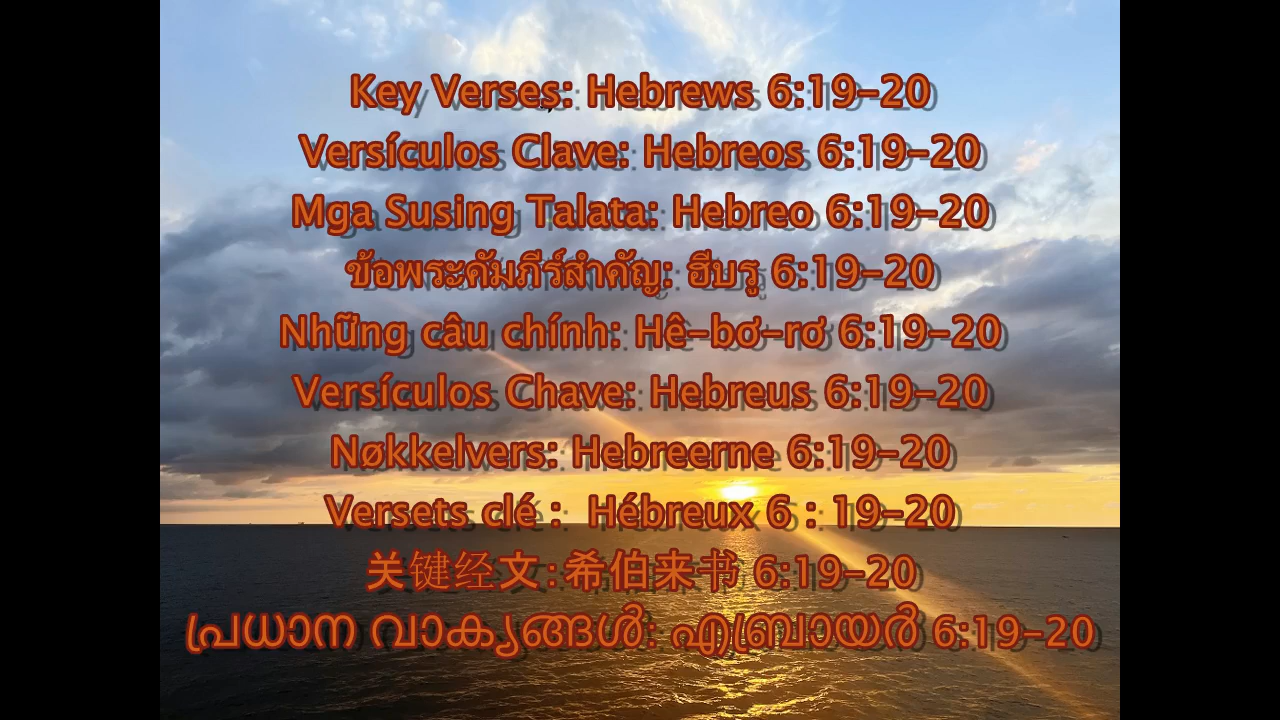 Key Verses: Hebrews 6:19-20
Versículos Clave: Hebreos 6:19-20
Mga Susing Talata: Hebreo 6:19-20
ข้อพระคัมภีร์สำคัญ: ฮีบรู 6:19-20
Những câu chính: Hê-bơ-rơ 6:19-20
Versículos Chave: Hebreus 6:19-20
Nøkkelvers: Hebreerne 6:19-20
Versets clé :  Hébreux 6 : 19-20
关键经文:希伯来书 6:19-20
പ്രധാന വാക്യങ്ങൾ: എബ്രായർ 6:19-20